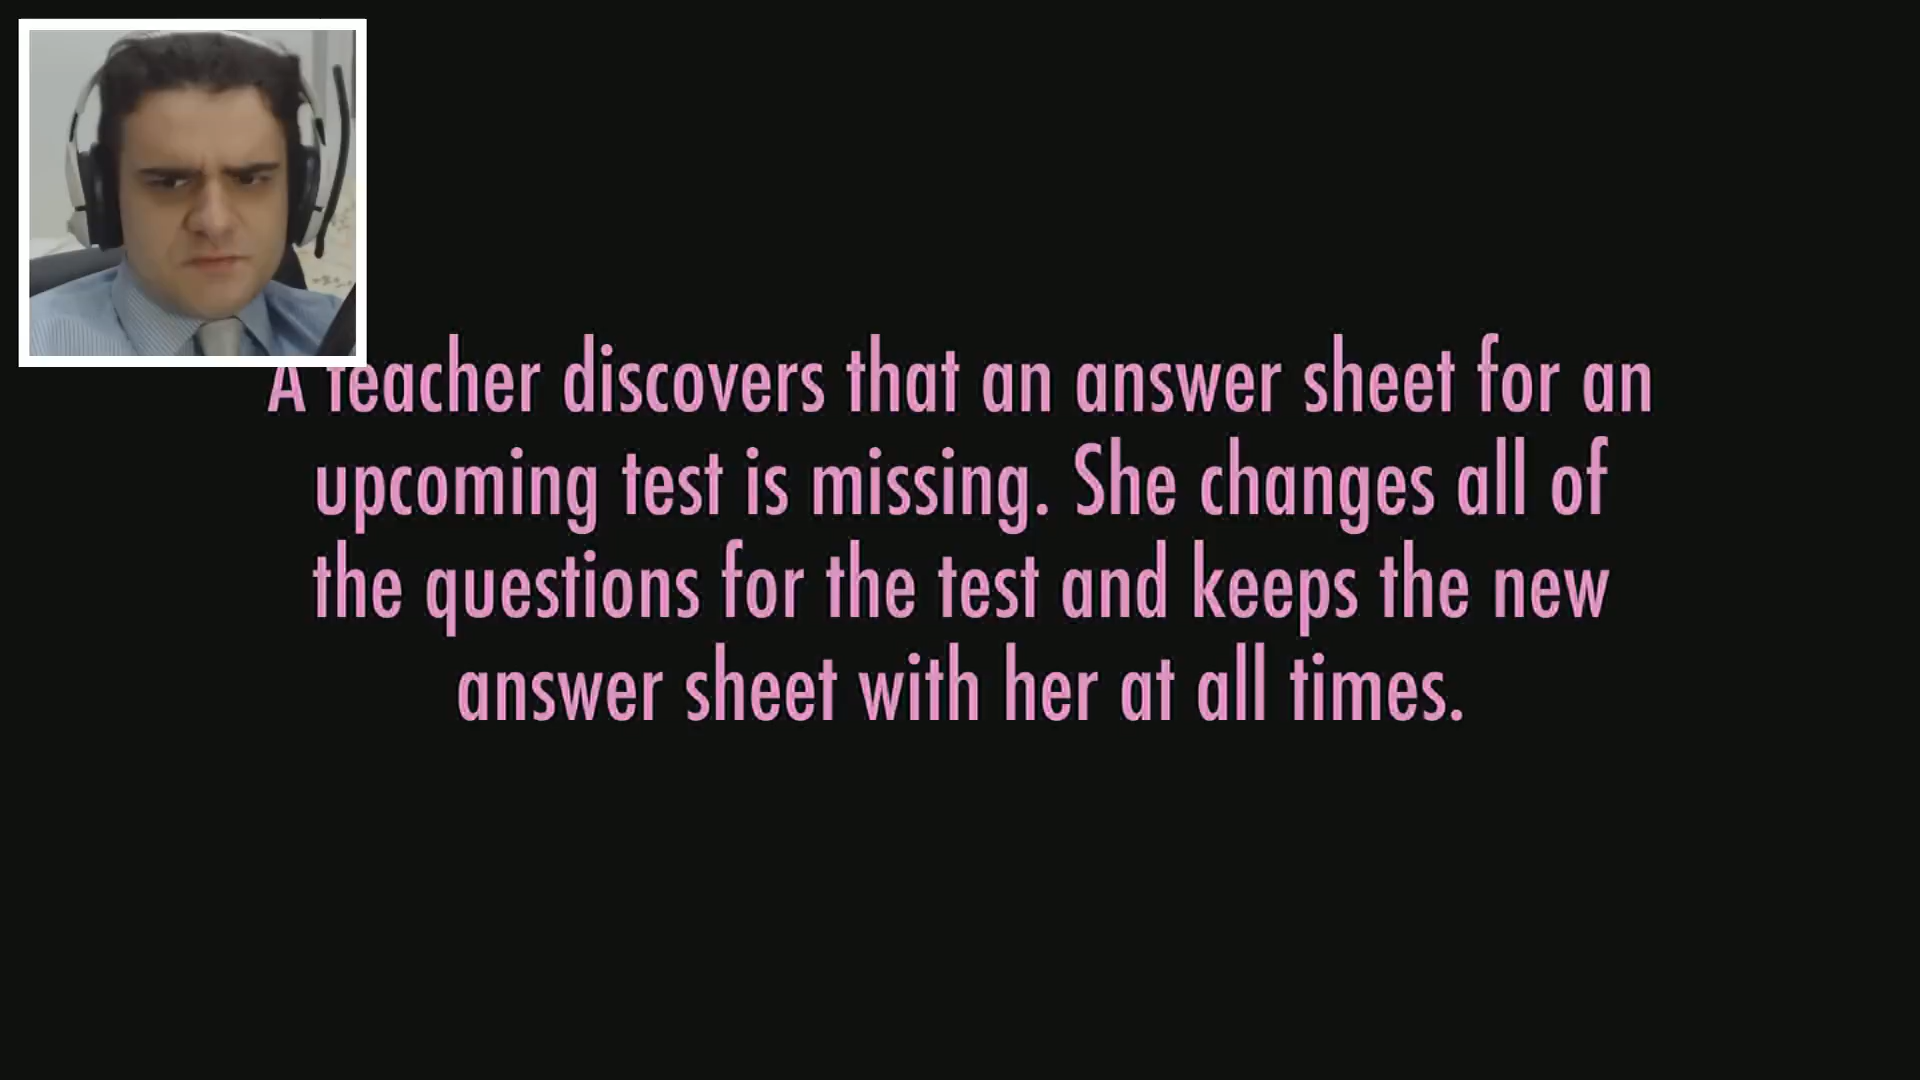 A teacher discovers that an answer sheet for an
upcoming test is missing. She changes all of
the questions for the test and keeps the new
answer sheet with her at all times.